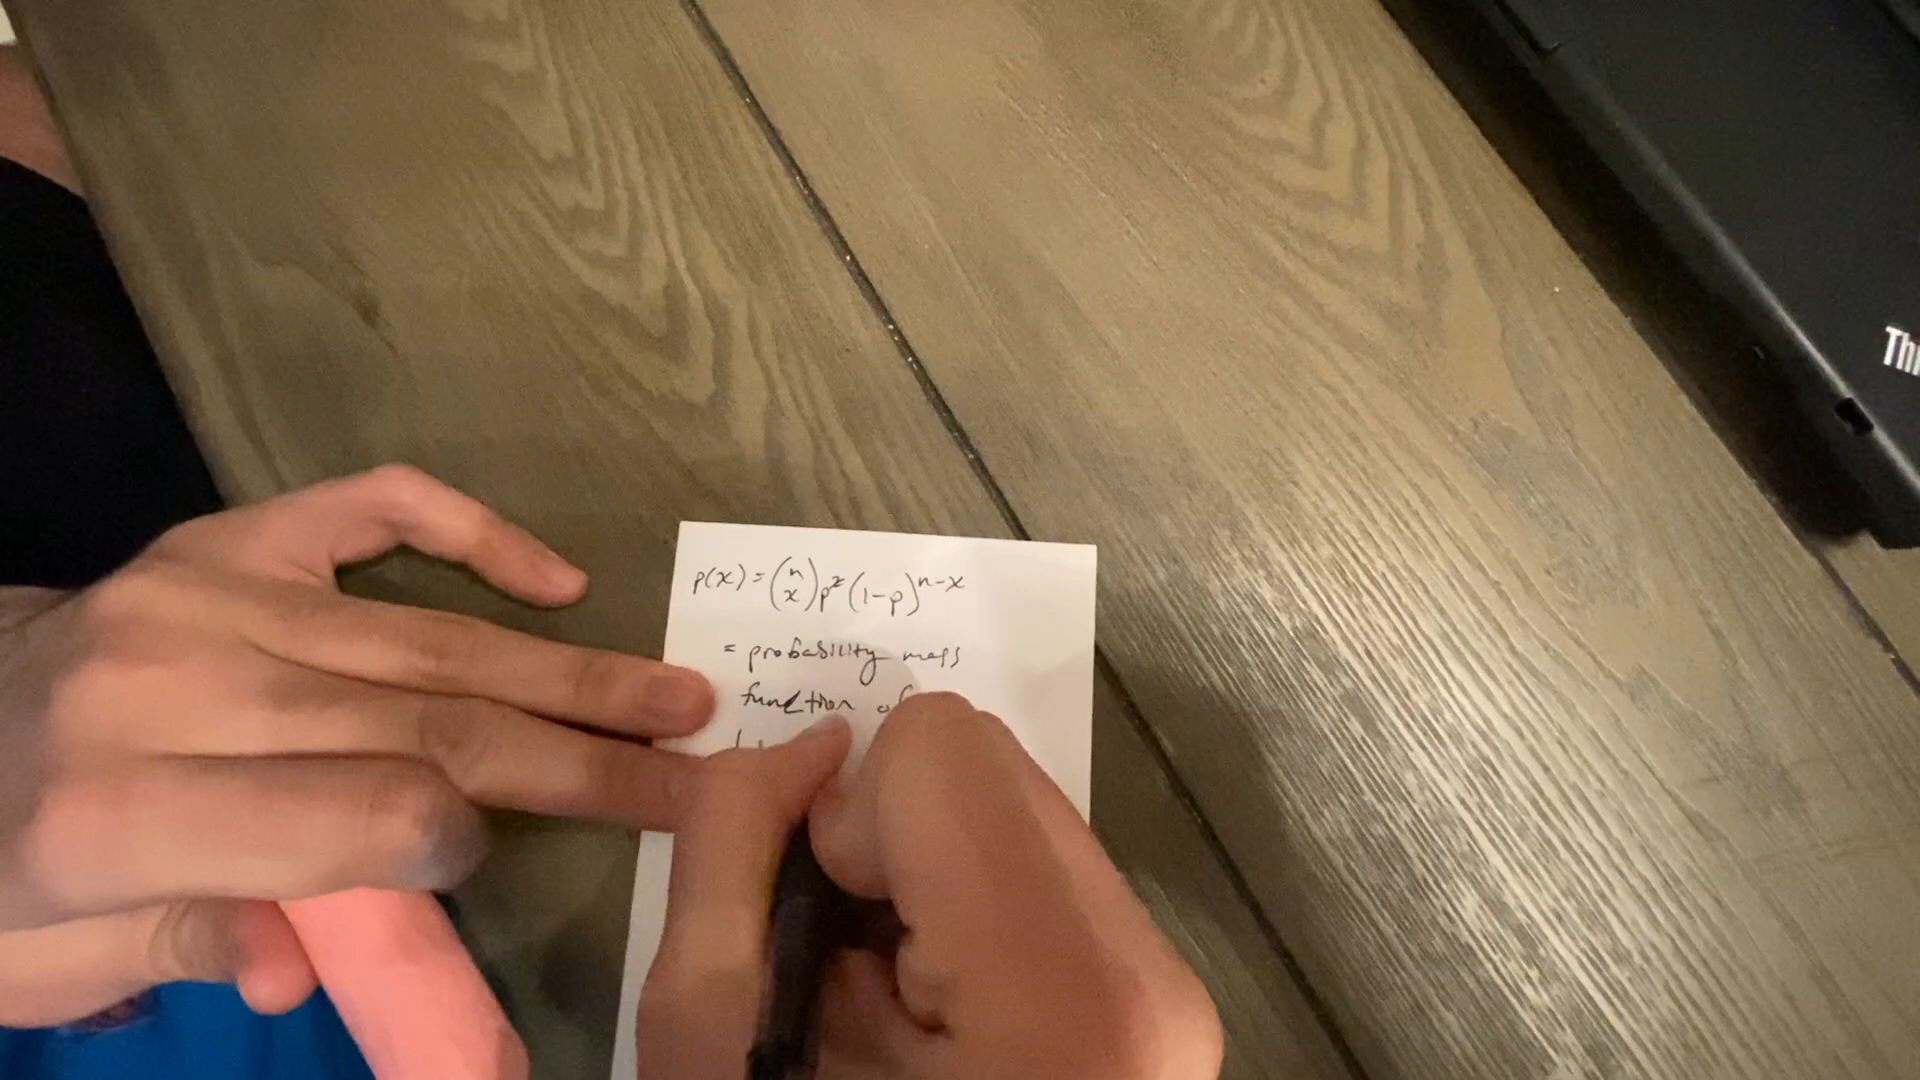 p(x) = (n x) p^x (1-p)^n-x
= probability mass
function of
Thi